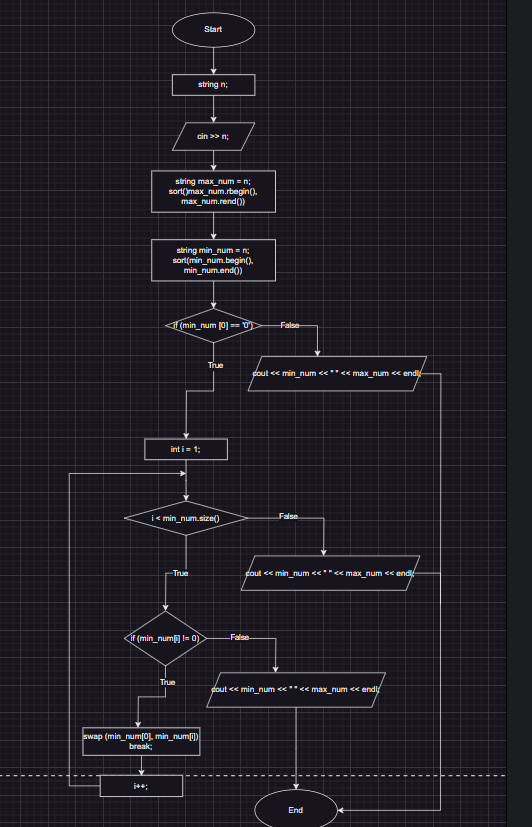 Start
string n;
cin >> n;
string max_num = n;
sort()max_num.rbegin(),
max_num.rend())
string min_num = n;
sort(min_num.begin(),
min_num.end())
if (min_num [0] == '0')
False
True
cout << min_num << " " << max_num << endl;
int i = 1;
i < min_num.size()
False
cout << min_num << " " << max_num << endl;
True
if (min_num[i] != 0)
False
True
cout << min_num << " " << max_num << endl;
swap (min_num[0], min_num[i])
break;
i++;
End